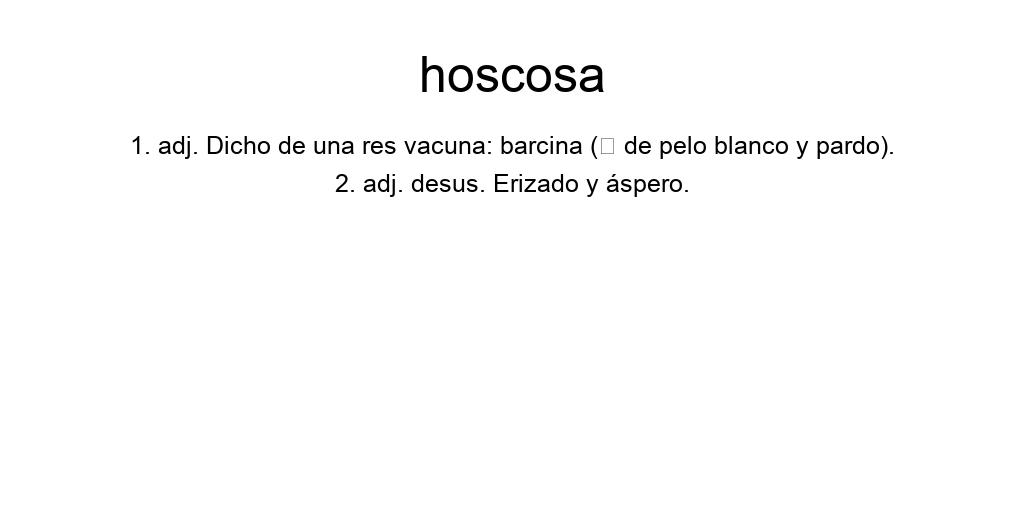 hoscosa
1. adj. Dicho de una res vacuna: barcina (□ de pelo blanco y pardo).
2. adj. desus. Erizado y áspero.